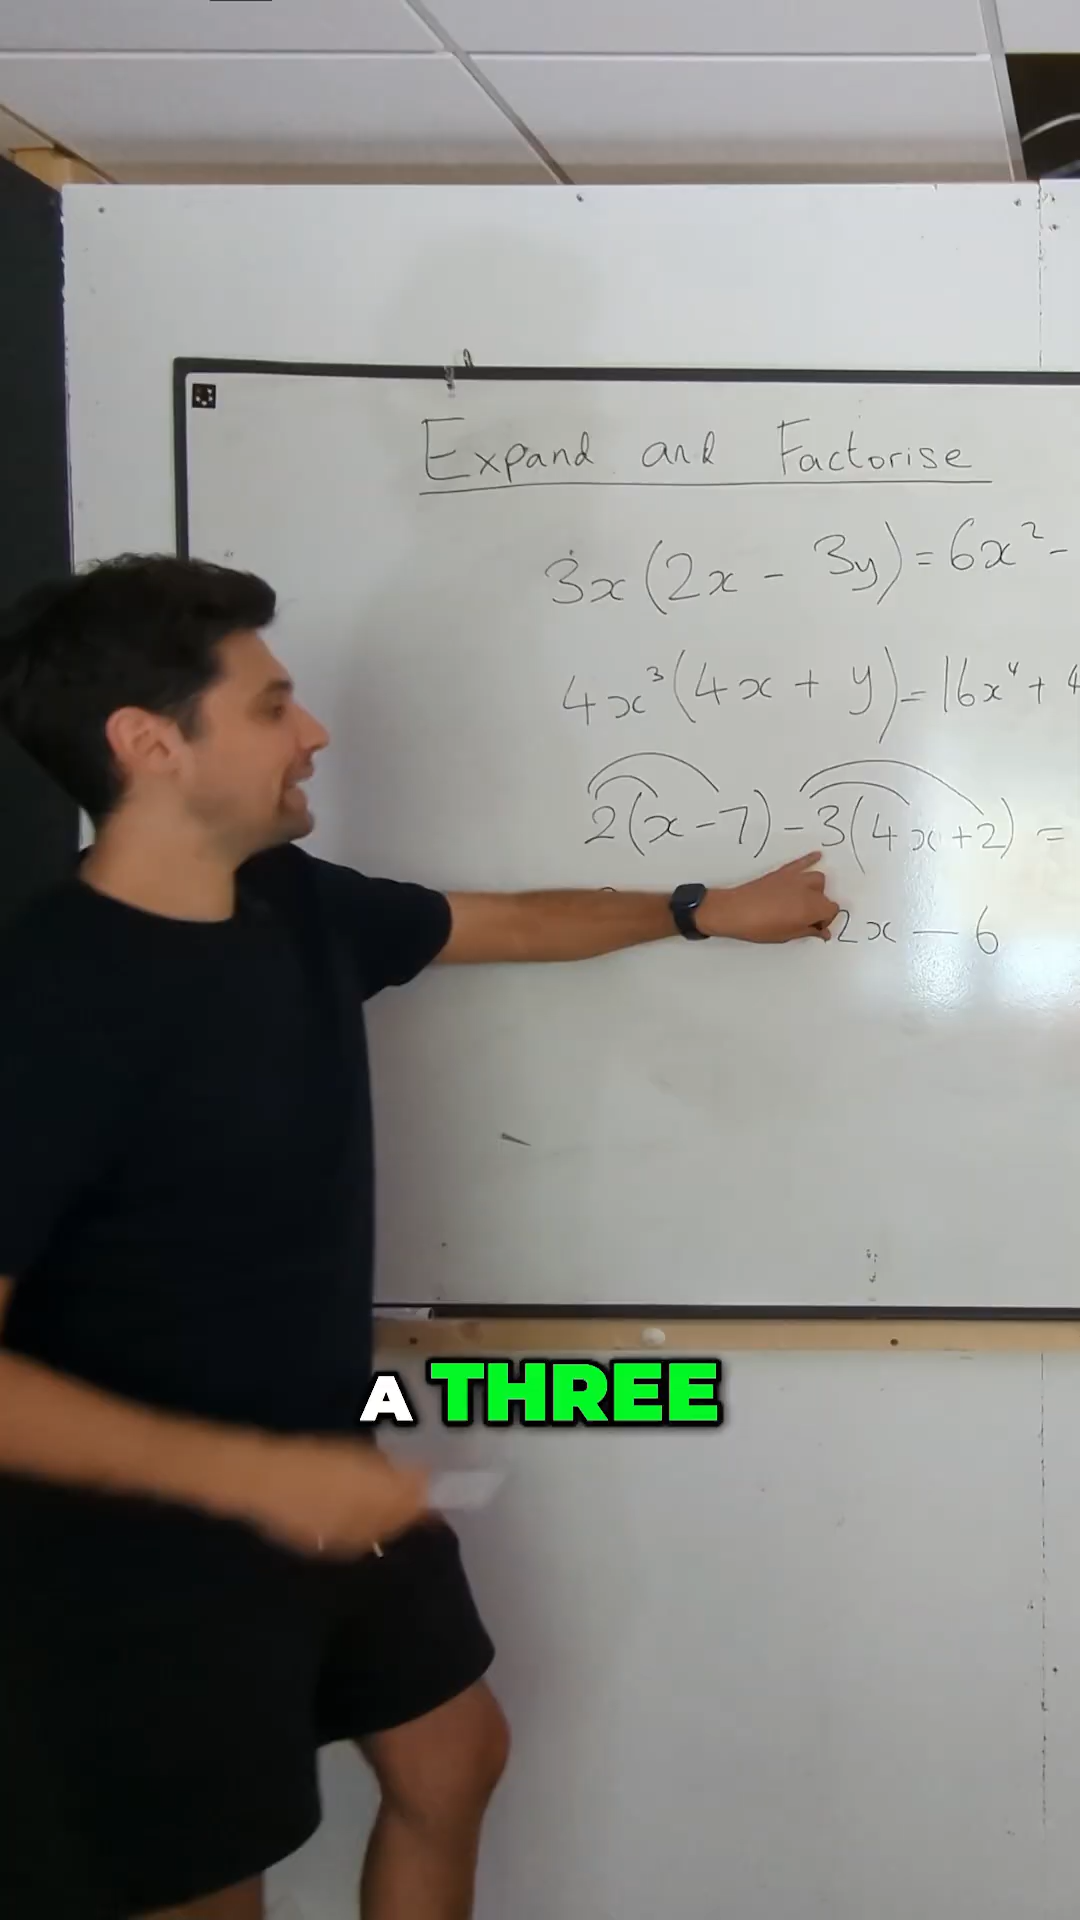 Expand and Factorise
3x(2x - 3y) = 6x² -
4x³(4x + y) = 16x⁴ + 4
2(x-7) -3(4x+2) =
2x - 6
A THREE